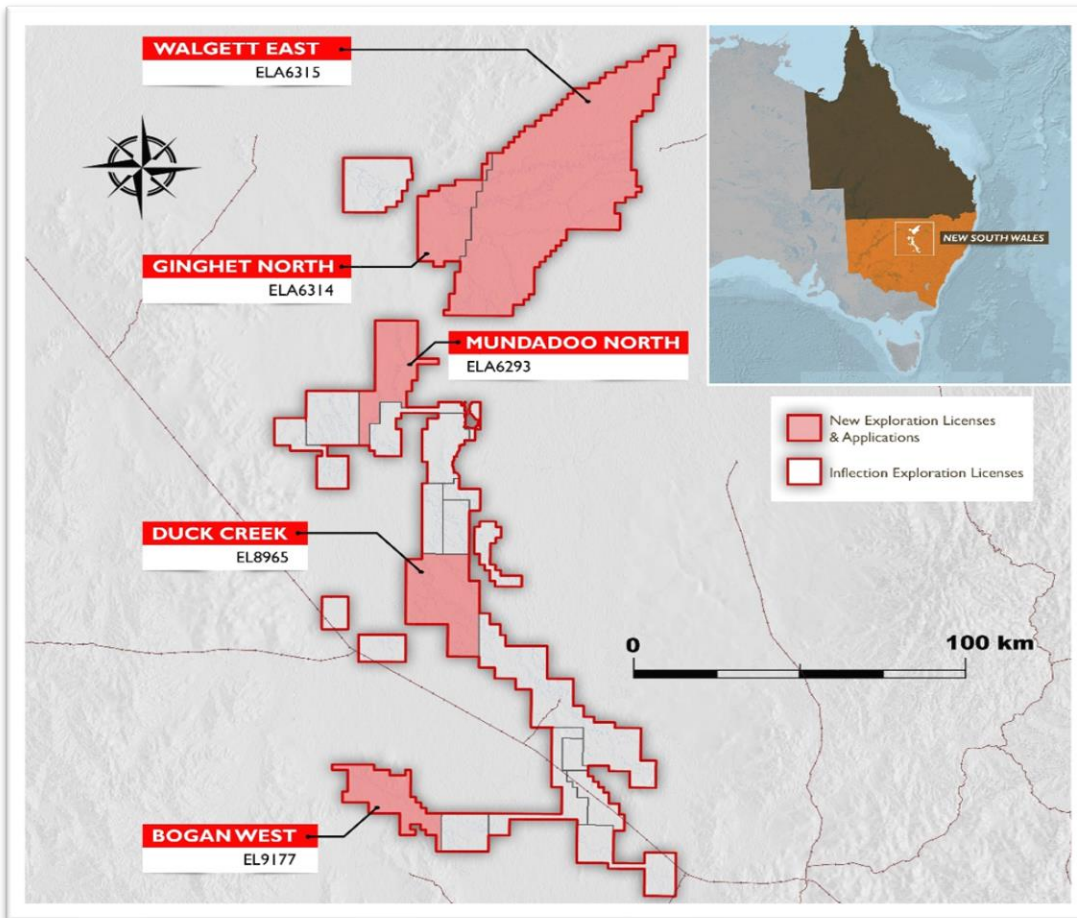 WALGETT EAST
ELA6315
GINGHET NORTH
ELA6314
NEW SOUTH WALES
MUNDADOO NORTH
ELA6293
New Exploration Licenses
& Applications
Inflection Exploration Licenses
DUCK CREEK
EL8965
0 100 km
BOGAN WEST
EL9177